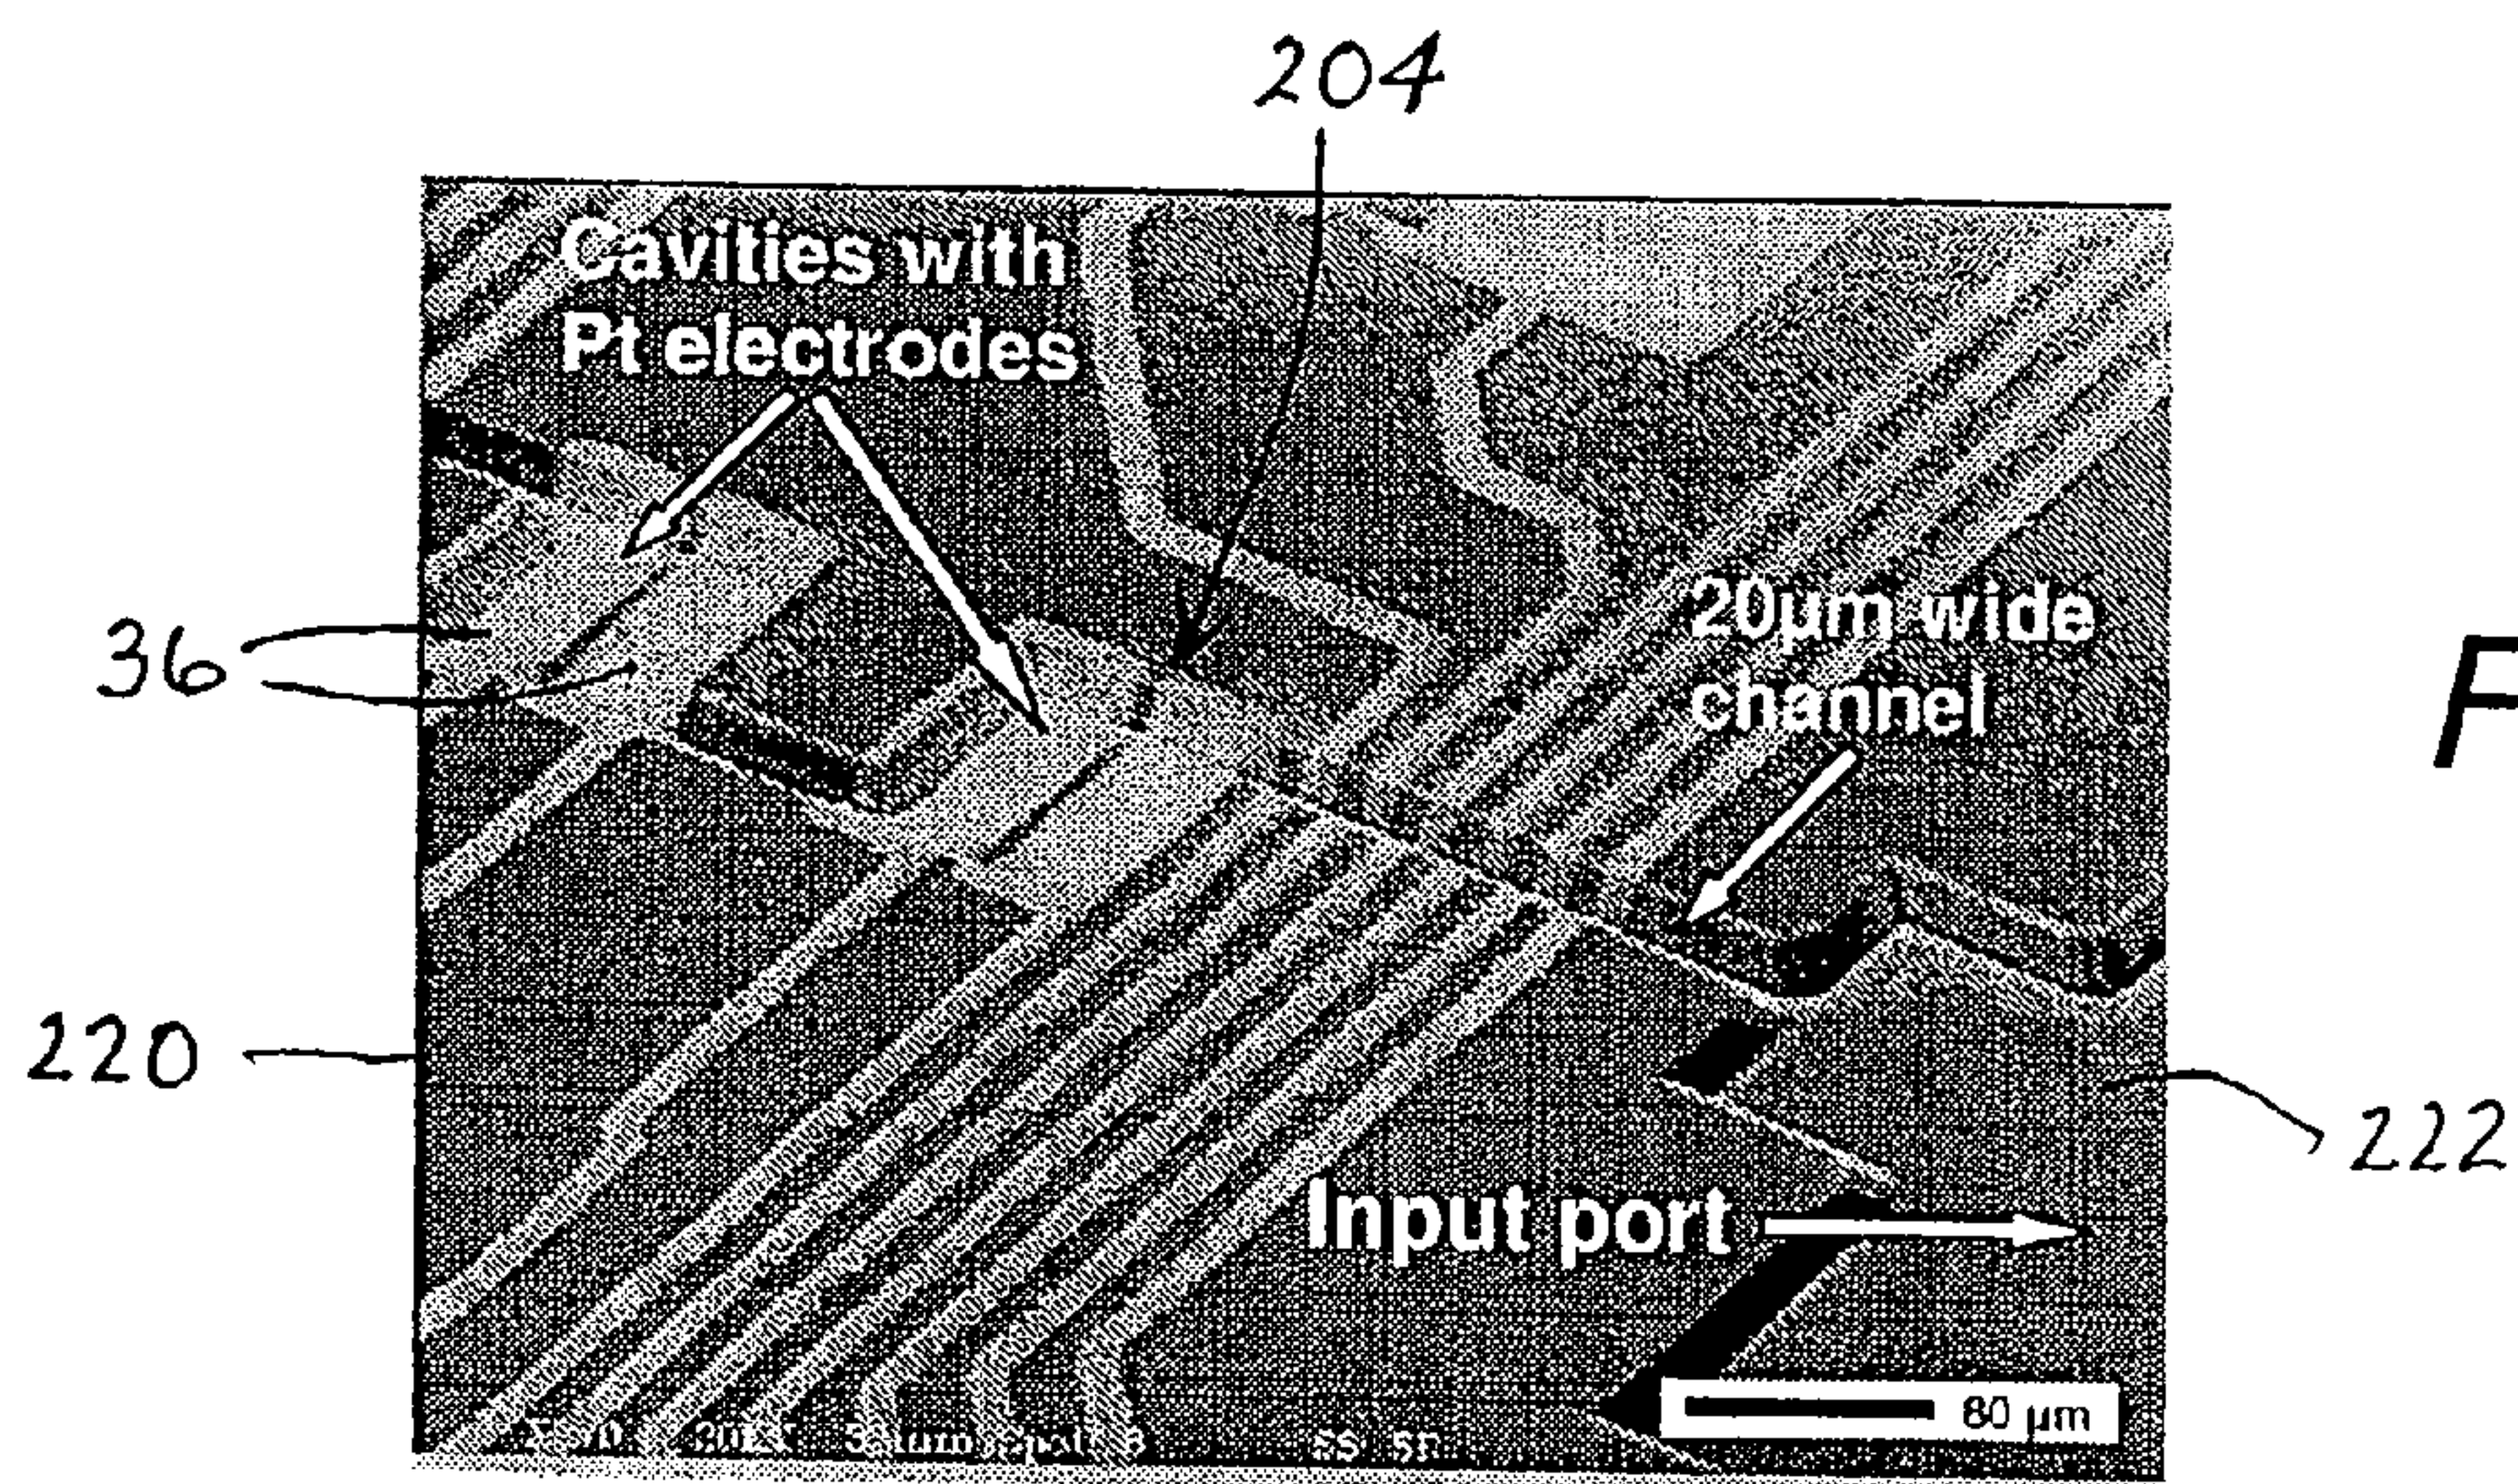 204
Cavities with
Pt electrodes
36
20µm wide
channel
F
220
222
Input port
80 µm